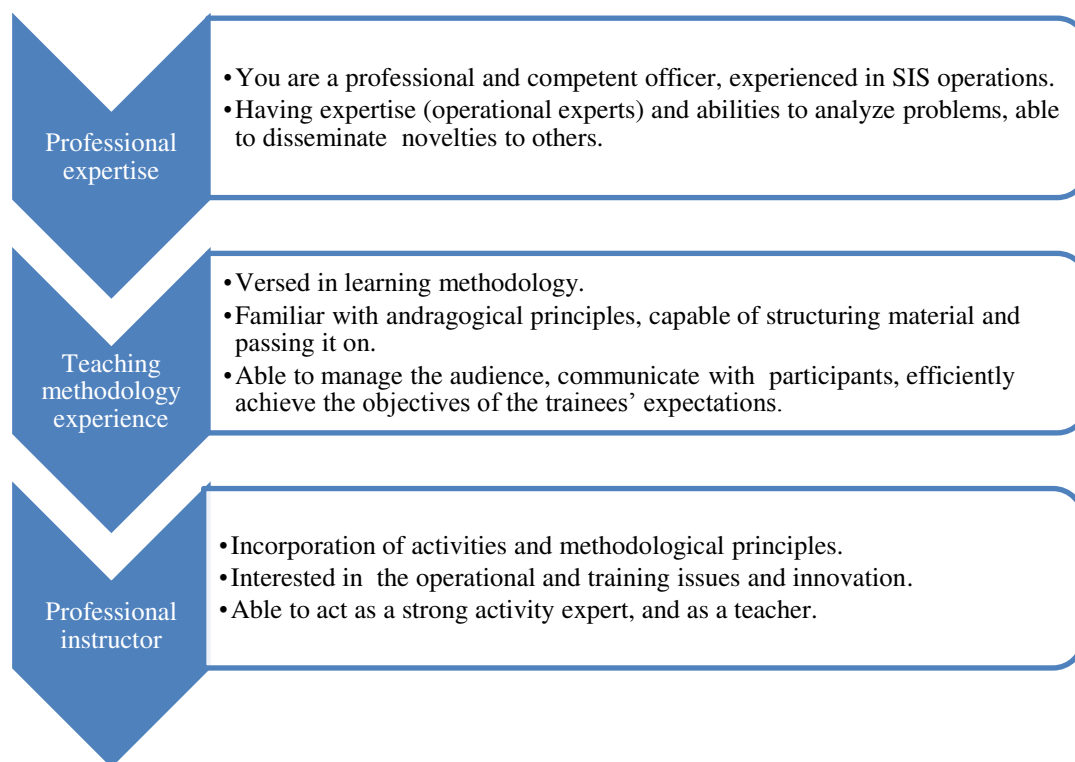 Professional
expertise
•You are a professional and competent officer, experienced in SIS operations.
•Having expertise (operational experts) and abilities to analyze problems, able
to disseminate novelties to others.
Teaching
methodology
experience
•Versed in learning methodology.
•Familiar with andragogical principles, capable of structuring material and
passing it on.
•Able to manage the audience, communicate with participants, efficiently
achieve the objectives of the trainees’ expectations.
Professional
instructor
•Incorporation of activities and methodological principles.
•Interested in the operational and training issues and innovation.
•Able to act as a strong activity expert, and as a teacher.